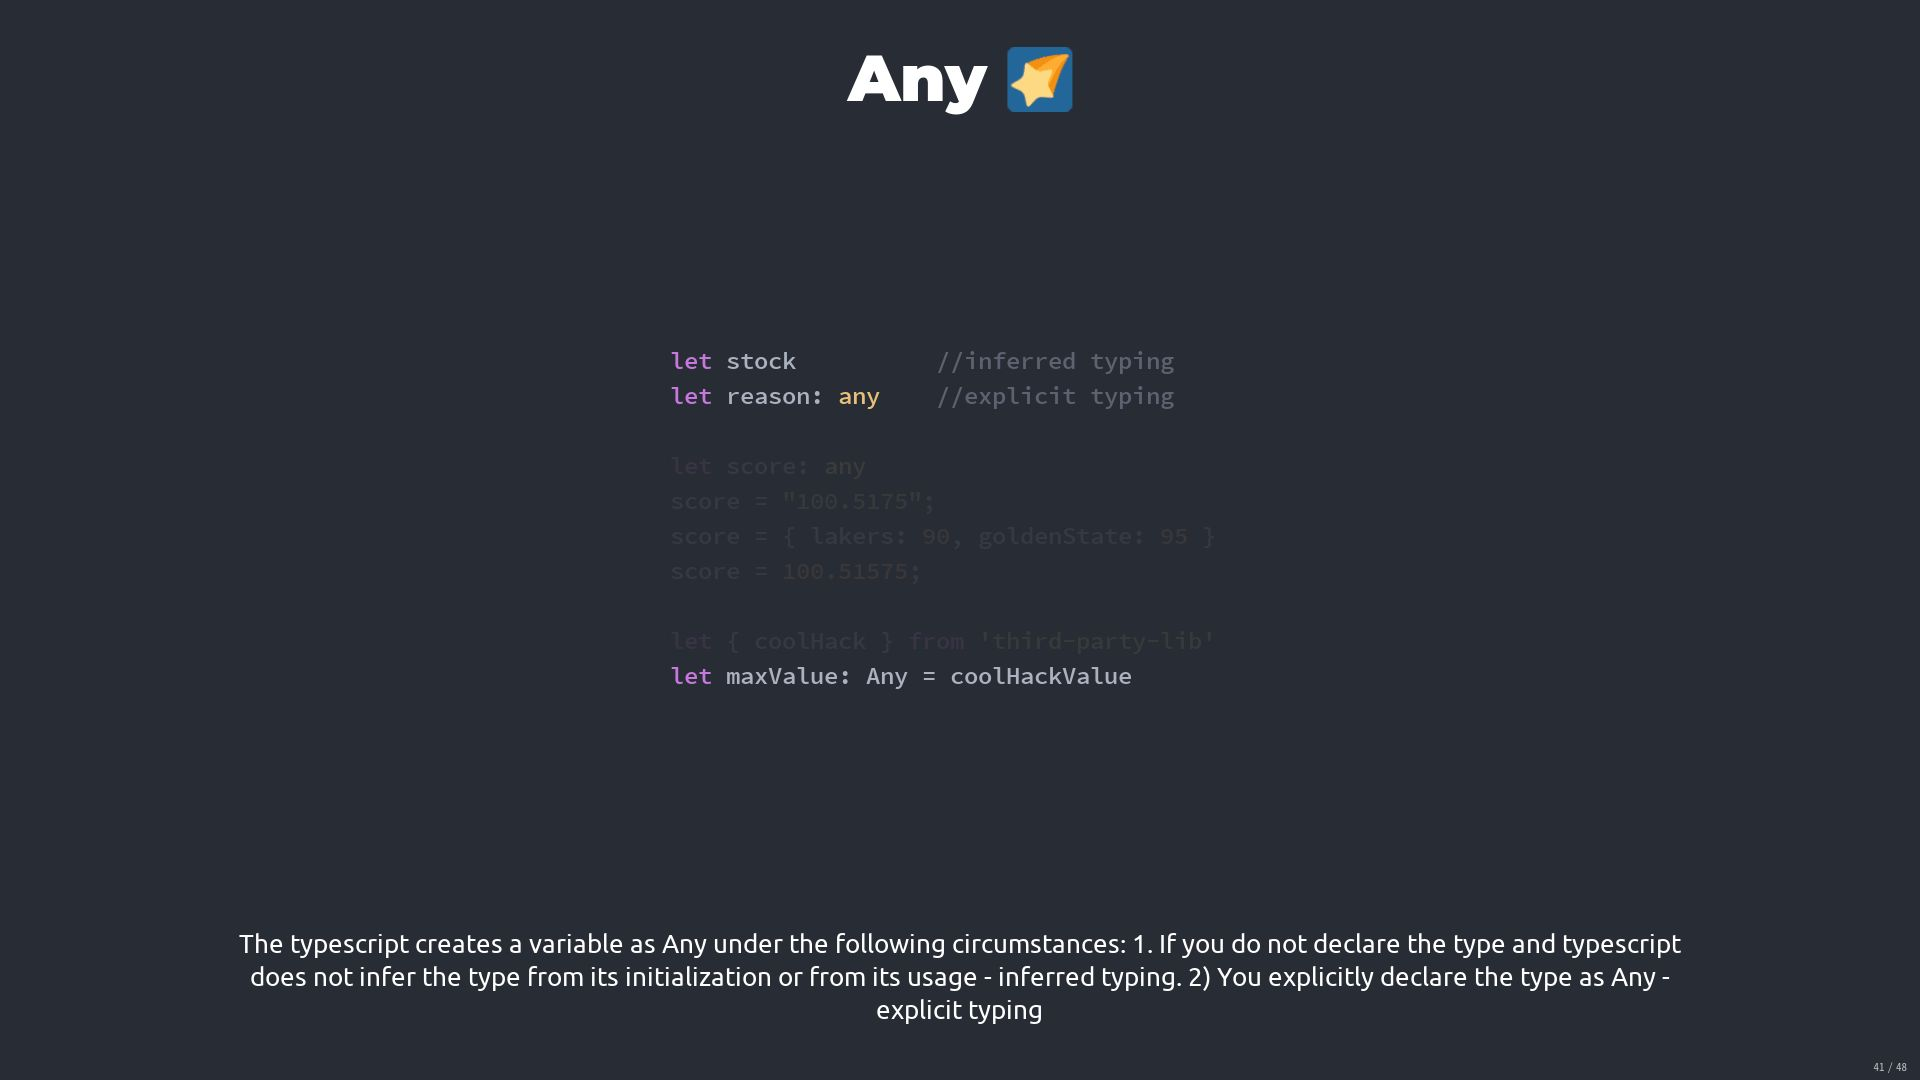 Any
let stock //inferred typing
let reason: any //explicit typing
let score: any
score = "100.5175";
score = { lakers: 90, goldenState: 95 }
score = 100.51575;
let { coolHack } from 'third-party-lib'
let maxValue: Any = coolHackValue
The typescript creates a variable as Any under the following circumstances: 1. If you do not declare the type and typescript
does not infer the type from its initialization or from its usage - inferred typing. 2) You explicitly declare the type as Any -
explicit typing
41 / 48